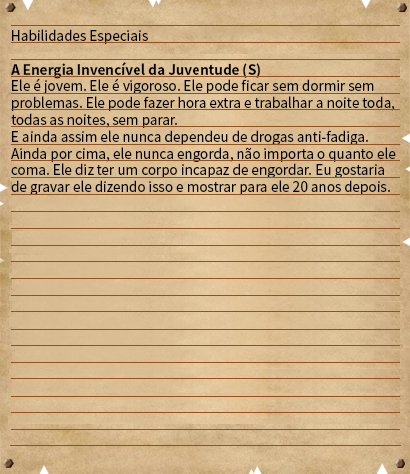 Habilidades Especiais
A Energia Invencível da Juventude (S)
Ele é jovem. Ele é vigoroso. Ele pode ficar sem dormir sem
problemas. Ele pode fazer hora extra e trabalhar a noite toda,
todas as noites, sem parar.
E ainda assim ele nunca dependeu de drogas anti-fadiga.
Ainda por cima, ele nunca engorda, não importa o quanto ele
coma. Ele diz ter um corpo incapaz de engordar. Eu gostaria
de gravar ele dizendo isso e mostrar para ele 20 anos depois.